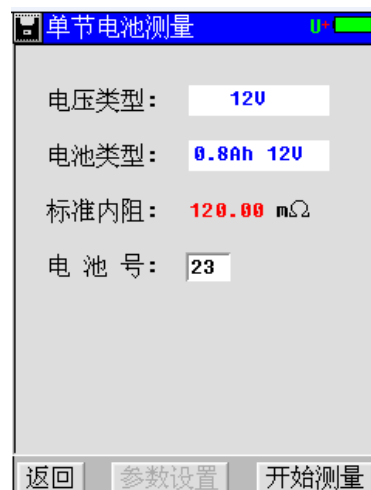 单节电池测量 U+
电压类型: 12V
电池类型: 0.8Ah 12V
标准内阻: 120.00 mΩ
电 池 号: 23
返回 参数设置 开始测量